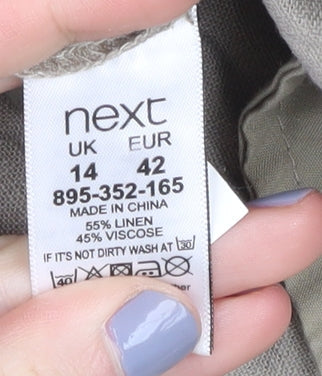 next
UK EUR
14 42
895-352-165
MADE IN CHINA
55% LINEN
45% VISCOSE
IF IT'S NOT DIRTY WASH AT 30
40